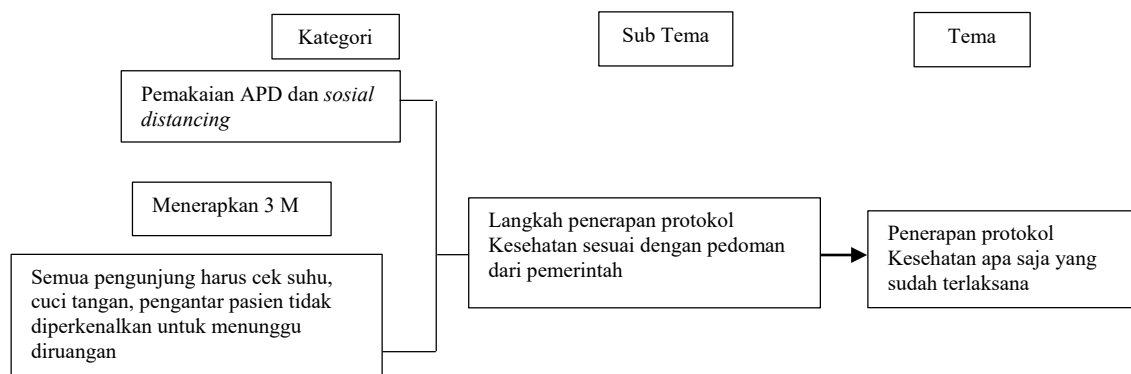 Kategori
Sub Tema
Tema
Pemakaian APD dan sosial
distancing
Menerapkan 3 M
Semua pengunjung harus cek suhu,
cuci tangan, pengantar pasien tidak
diperkenalkan untuk menunggu
diruangan
Langkah penerapan protokol
Kesehatan sesuai dengan pedoman
dari pemerintah
Penerapan protokol
Kesehatan apa saja yang
sudah terlaksana